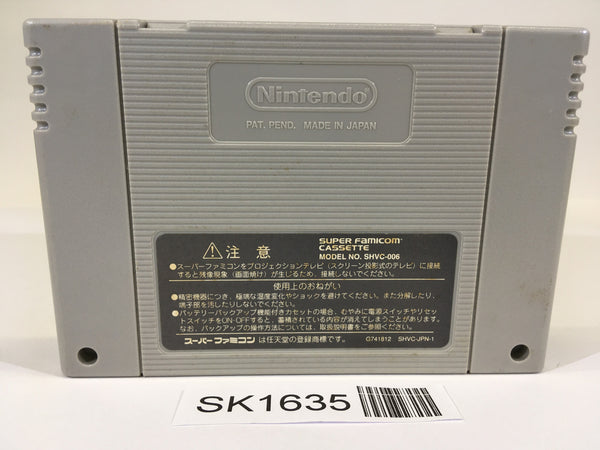 Nintendo
PAT. PEND. MADE IN JAPAN
SUPER FAMICOM
CASSETTE
⚠注意
MODEL NO. SHVC-006
●スーパーファミコンをプロジェクションテレビ(スクリーン投影式のテレビ)に接続
すると残像現象(画面焼け)が生じるため、接続しないでください。
使用上のおねがい
●精密機器につき、極端な温度変化やショックを避けてください。また分解したり、
端子部を汚したりしないでください。
●バッテリーバックアップ機能付きカセットの場合、むやみに電源スイッチやリセッ
トスイッチをON-OFFすると、蓄積されている内容が消えてしまうことがあります。
なお、バックアップの操作方法については、取扱説明書をご参照ください。
スーパーファミコン は任天堂の登録商標です。
G741812 SHVC-JPN-1
SK1635